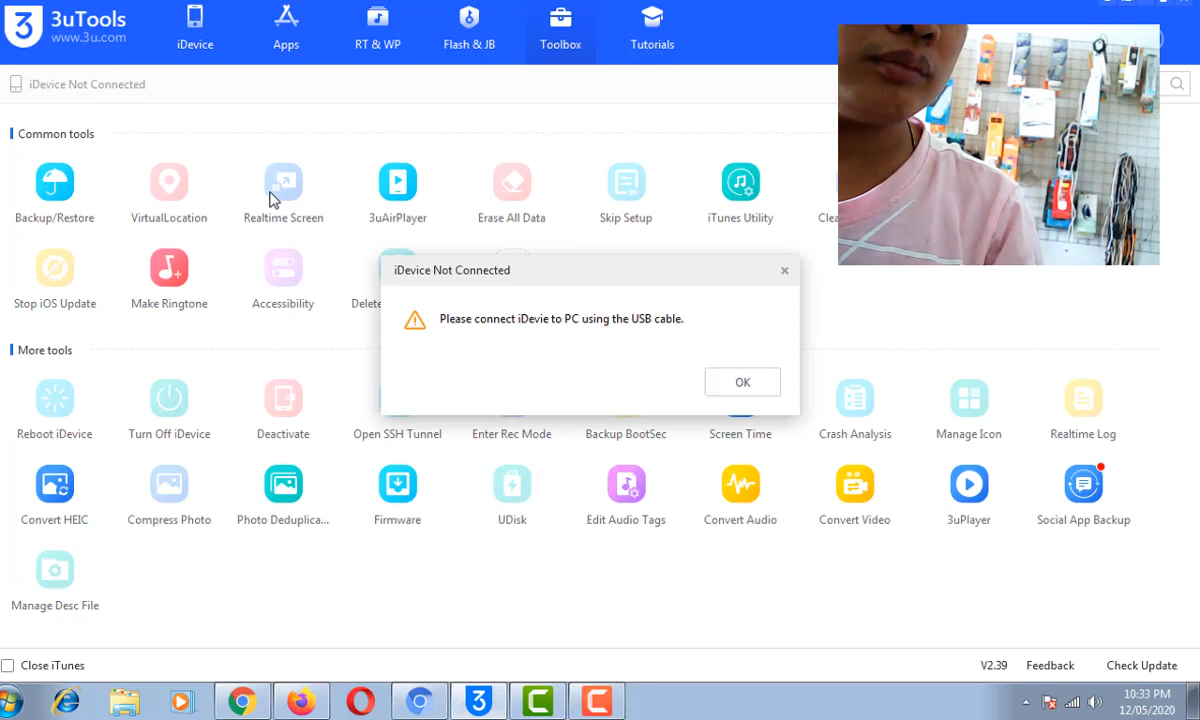 3 3uTools
www.3u.com
iDevice
Apps
RT & WP
Flash & JB
Toolbox
Tutorials
iDevice Not Connected
Common tools
Backup/Restore
VirtualLocation
Realtime Screen
3uAirPlayer
Erase All Data
Skip Setup
iTunes Utility
Stop iOS Update
Make Ringtone
Accessibility
iDevice Not Connected
Please connect iDevie to PC using the USB cable.
OK
More tools
Reboot iDevice
Turn Off iDevice
Deactivate
Open SSH Tunnel
Enter Rec Mode
Backup BootSec
Screen Time
Crash Analysis
Manage Icon
Realtime Log
Convert HEIC
Compress Photo
Photo Deduplica...
Firmware
UDisk
Edit Audio Tags
Convert Audio
Convert Video
3uPlayer
Social App Backup
Manage Desc File
Close iTunes
V2.39
Feedback
Check Update
3
10:33 PM
12/05/2020